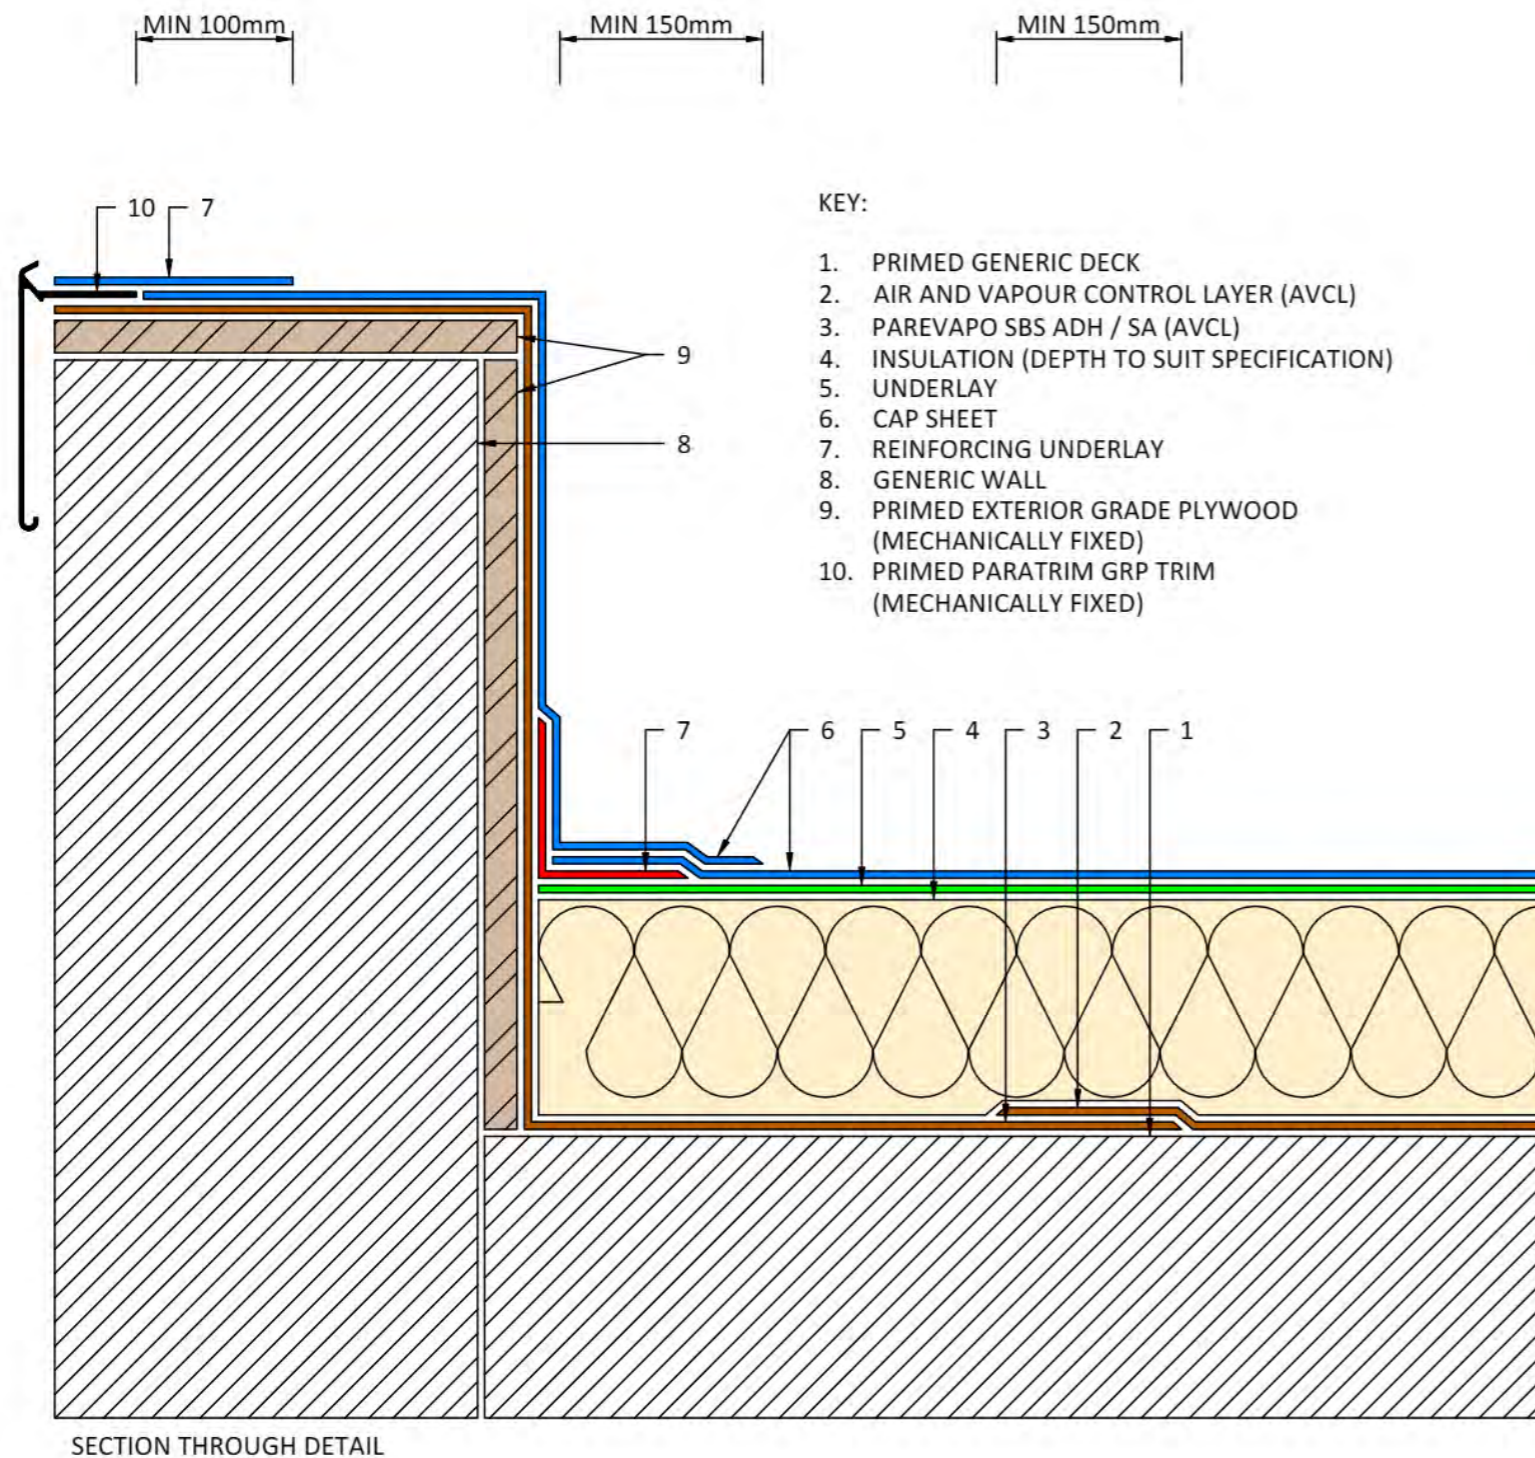 MIN 100mm MIN 150mm MIN 150mm
10 7
KEY:
1. PRIMED GENERIC DECK
2. AIR AND VAPOUR CONTROL LAYER (AVCL)
3. PAREVAPO SBS ADH / SA (AVCL)
4. INSULATION (DEPTH TO SUIT SPECIFICATION)
5. UNDERLAY
6. CAP SHEET
7. REINFORCING UNDERLAY
8. GENERIC WALL
9. PRIMED EXTERIOR GRADE PLYWOOD
(MECHANICALLY FIXED)
10. PRIMED PARATRIM GRP TRIM
(MECHANICALLY FIXED)
9
8
7 6 5 4 3 2 1
SECTION THROUGH DETAIL